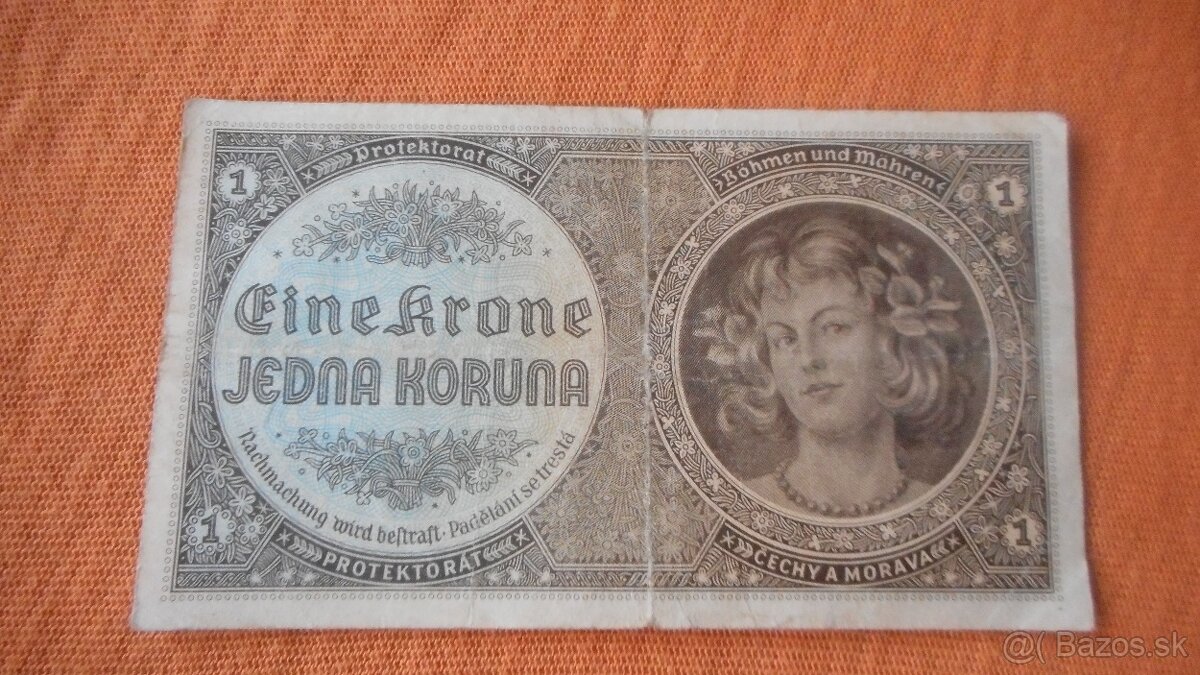 1
Protektorat
Böhmen und Mähren
1
Eine Krone
JEDNA KORUNA
Nachmachung wird bestraft · Padělání se trestá
1
PROTEKTORÁT
ČECHY A MORAVA
1
@( Bazos.sk